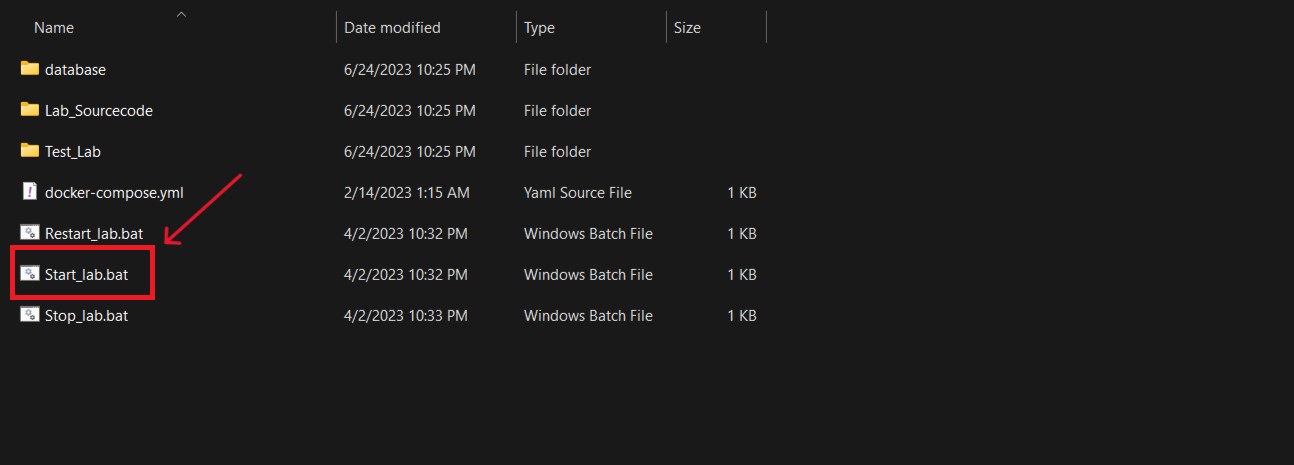 Name Date modified Type Size
database 6/24/2023 10:25 PM File folder
Lab_Sourcecode 6/24/2023 10:25 PM File folder
Test_Lab 6/24/2023 10:25 PM File folder
docker-compose.yml 2/14/2023 1:15 AM Yaml Source File 1 KB
Restart_lab.bat 4/2/2023 10:32 PM Windows Batch File 1 KB
Start_lab.bat 4/2/2023 10:32 PM Windows Batch File 1 KB
Stop_lab.bat 4/2/2023 10:33 PM Windows Batch File 1 KB